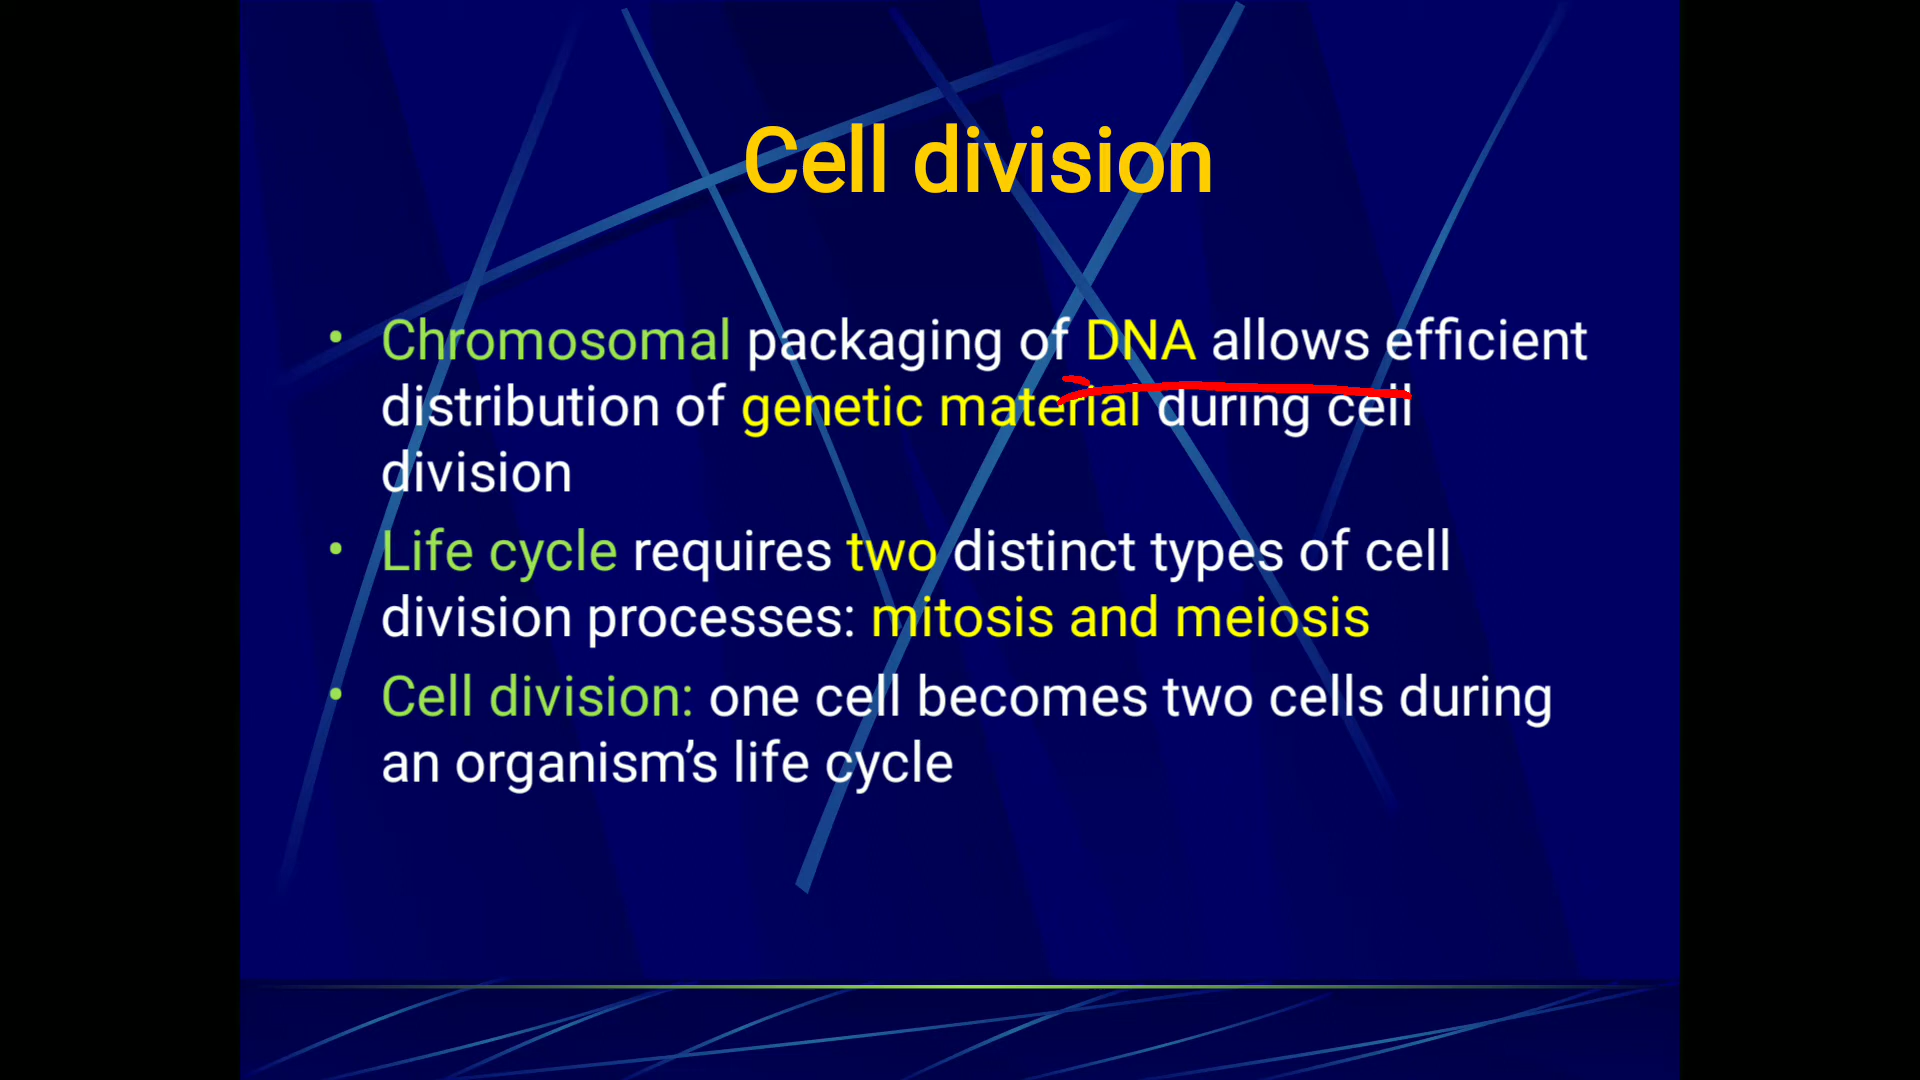 Cell division
• Chromosomal packaging of DNA allows efficient
distribution of genetic material during cell
division
• Life cycle requires two distinct types of cell
division processes: mitosis and meiosis
• Cell division: one cell becomes two cells during
an organism’s life cycle